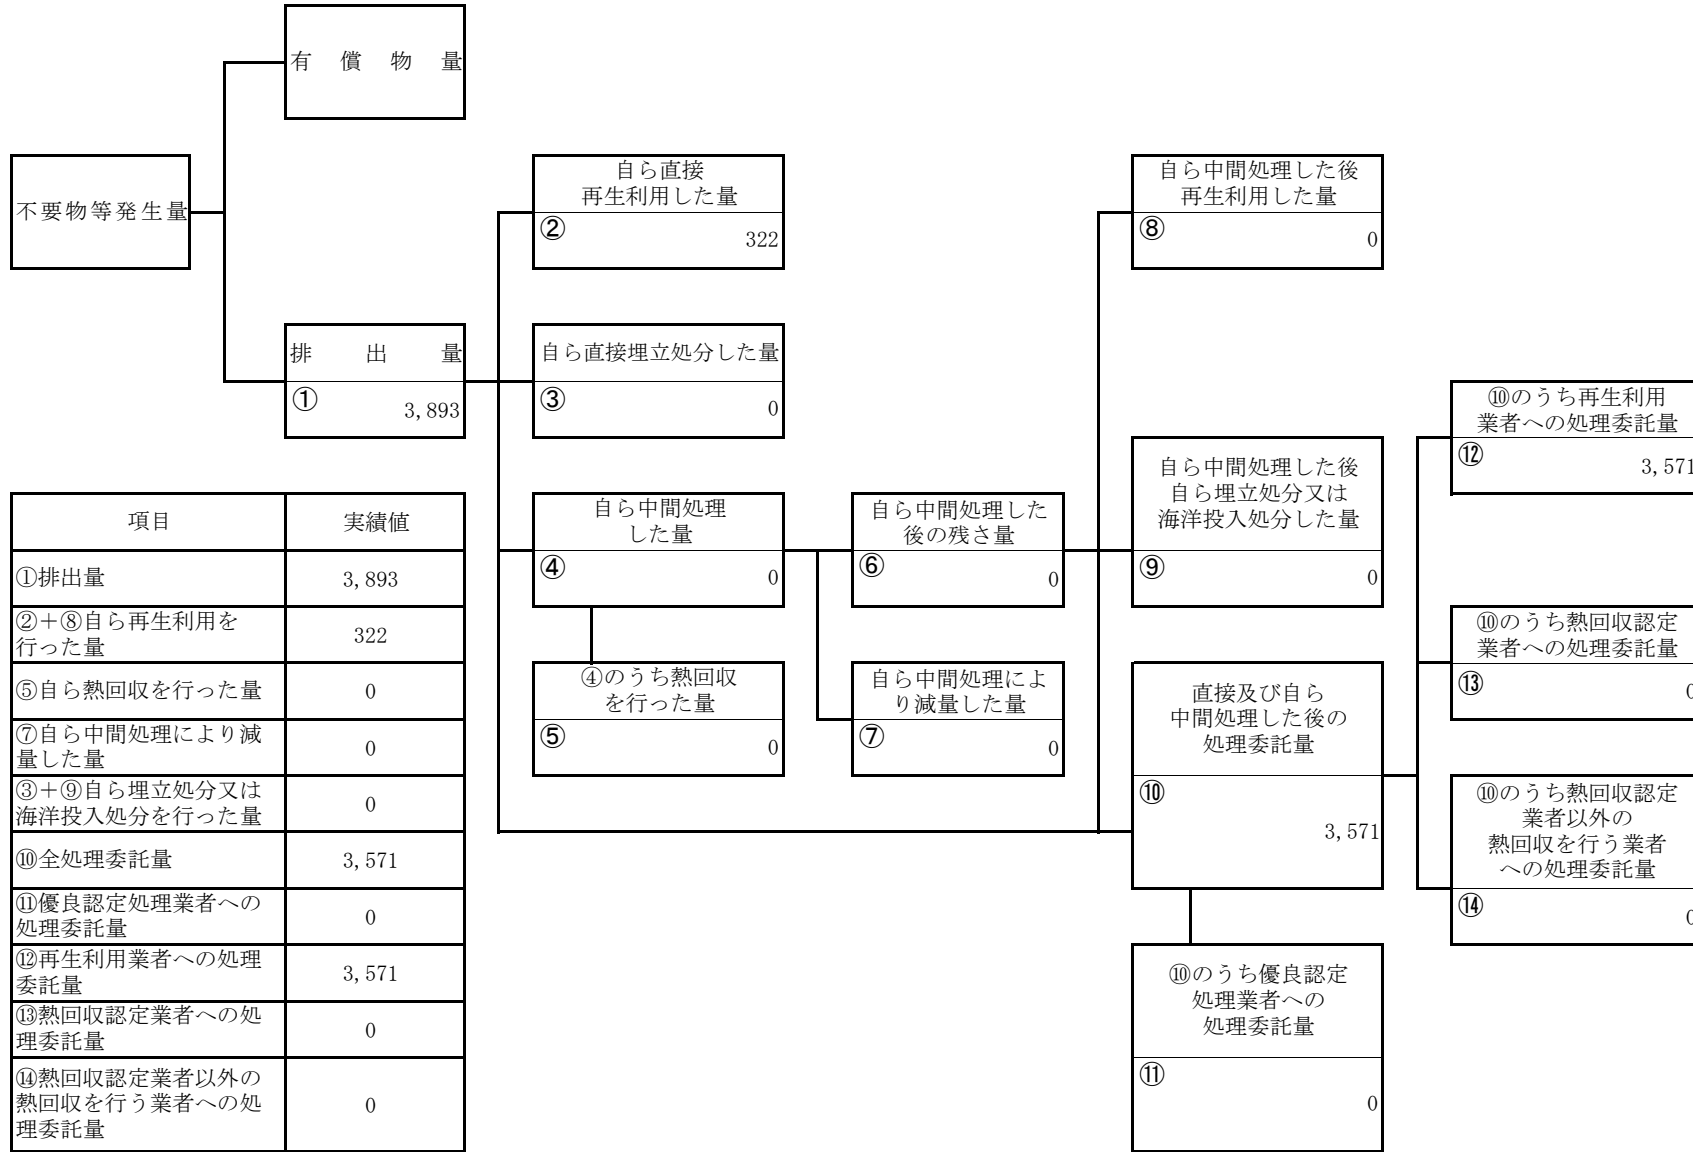 有償物量
不要物等発生量
排出量
① 3,893
自ら直接
再生利用した量
② 322
自ら直接埋立処分した量
③ 0
自ら中間処理
した量
④ 0
④のうち熱回収
を行った量
⑤ 0
自ら中間処理した
後の残さ量
⑥ 0
自ら中間処理によ
り減量した量
⑦ 0
自ら中間処理した後
再生利用した量
⑧ 0
自ら中間処理した後
自ら埋立処分又は
海洋投入処分した量
⑨ 0
直接及び自ら
中間処理した後の
処理委託量
⑩
3,571
⑩のうち優良認定
処理業者への
処理委託量
⑪
0
⑩のうち再生利用
業者への処理委託量
⑫ 3,571
⑩のうち熱回収認定
業者への処理委託量
⑬ 0
⑩のうち熱回収認定
業者以外の
熱回収を行う業者
への処理委託量
⑭ 0
項目 実績値
①排出量 3,893
②+⑧自ら再生利用を
行った量 322
⑤自ら熱回収を行った量 0
⑦自ら中間処理により減
量した量 0
③+⑨自ら埋立処分又は
海洋投入処分を行った量 0
⑩全処理委託量 3,571
⑪優良認定処理業者への
処理委託量 0
⑫再生利用業者への処理
委託量 3,571
⑬熱回収認定業者への処
理委託量 0
⑭熱回収認定業者以外の
熱回収を行う業者への処
理委託量 0